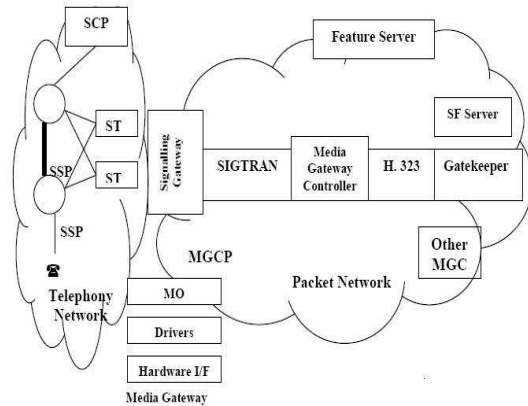 SCP
Feature Server
SF Server
ST
ST
SSP
SSP
Signalling
Gateway
SIGTRAN
Media
Gateway
Controller
H. 323
Gatekeeper
MGCP
Other
MGC
Packet Network
Telephony
Network
MO
Drivers
Hardware I/F
Media Gateway